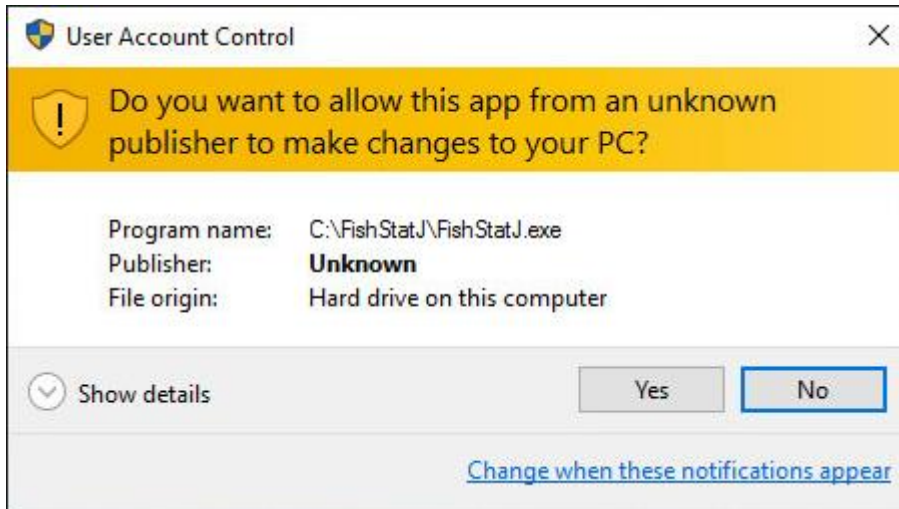 User Account Control
Do you want to allow this app from an unknown
publisher to make changes to your PC?
Program name: C:\FishStatJ\FishStatJ.exe
Publisher: Unknown
File origin: Hard drive on this computer
Show details
Yes No
Change when these notifications appear